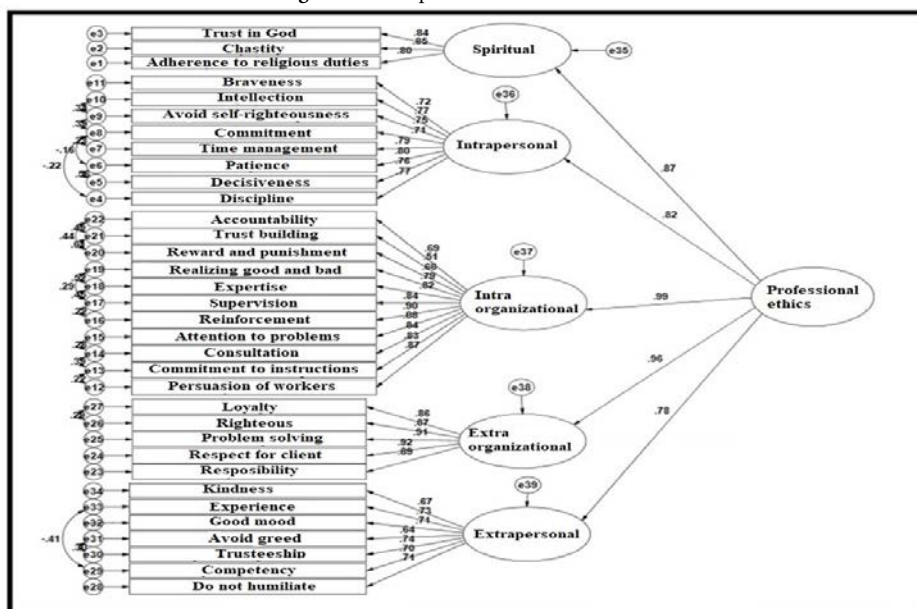 e3 Trust in God .84
e2 Chastity .85
e1 Adherence to religious duties .80
Spiritual
e35
e11 Braveness .72
e10 Intellection .77
e9 Avoid self-righteousness .75
e8 Commitment .71
e7 Time management .79
e6 Patience .80
e5 Decisiveness .76
e4 Discipline .77
-.16
-.22
e36
Intrapersonal
.87
.82
e22 Accountability .69
e21 Trust building .51
e20 Reward and punishment .68
e19 Realizing good and bad .79
e18 Expertise .82
e17 Supervision .84
e16 Reinforcement .90
e15 Attention to problems .88
e14 Consultation .84
e13 Commitment to instructions .83
e12 Persuasion of workers .87
.44
.29
e37
Intra
organizational
.99
Professional
ethics
e27 Loyalty .86
e26 Righteous .87
e25 Problem solving .91
e24 Respect for client .92
e23 Resposibility .89
e38
Extra
organizational
.96
.78
e34 Kindness .67
e33 Experience .73
e32 Good mood .71
e31 Avoid greed .64
e30 Trusteeship .74
e29 Competency .70
e28 Do not humiliate .71
-.41
e39
Extrapersonal